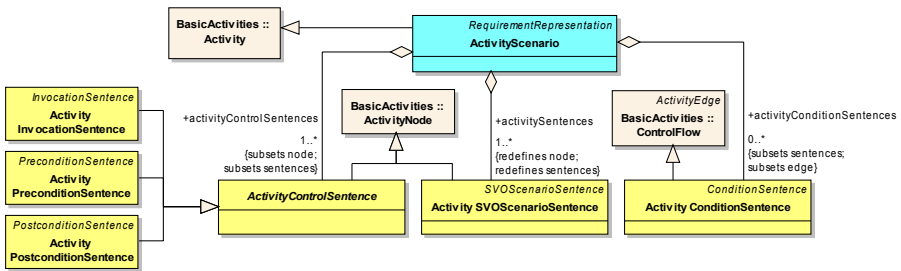 BasicActivities ::
Activity
RequirementRepresentation
ActivityScenario
InvocationSentence
Activity
InvocationSentence
PreconditionSentence
Activity
PreconditionSentence
PostconditionSentence
Activity
PostconditionSentence
+activityControlSentences
1..*
{subsets node;
subsets sentences}
BasicActivities ::
ActivityNode
+activitySentences
1..*
{redefines node;
redefines sentences}
ActivityEdge
BasicActivities ::
ControlFlow
+activityConditionSentences
0..*
{subsets sentences;
subsets edge}
ActivityControlSentence
SVOScenarioSentence
Activity SVOScenarioSentence
ConditionSentence
Activity ConditionSentence